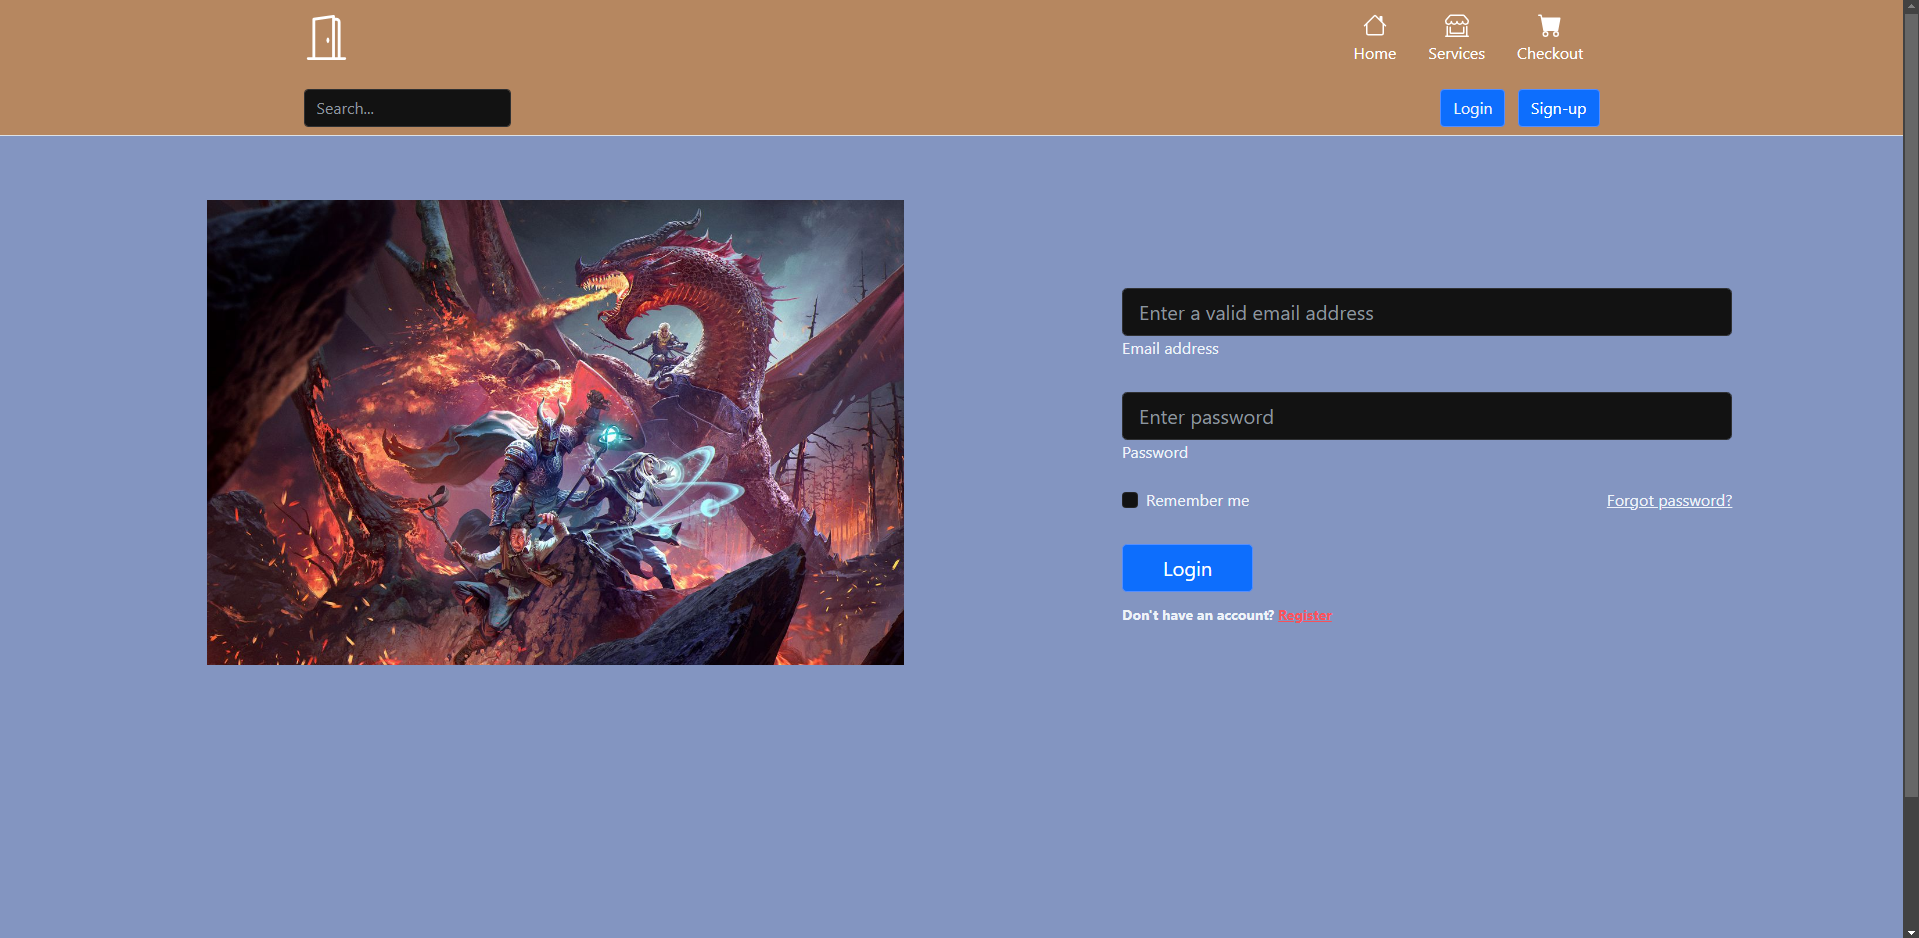 Home
Services
Checkout
Search...
Login
Sign-up
Enter a valid email address
Email address
Enter password
Password
Remember me
Forgot password?
Login
Don't have an account? Register